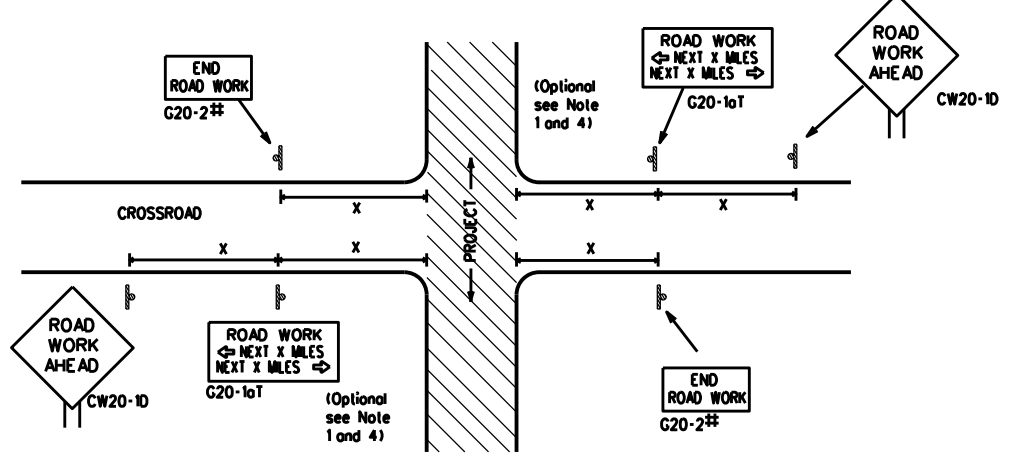 END
ROAD WORK
G20-2#
(Optional
see Note
1 and 4)
ROAD WORK
⇦ NEXT X MILES
NEXT X MILES ⇨
G20-1aT
ROAD
WORK
AHEAD
CW20-1D
CROSSROAD
X
X
X
X
X
X
PROJECT
ROAD
WORK
AHEAD
CW20-1D
ROAD WORK
⇦ NEXT X MILES
NEXT X MILES ⇨
G20-1aT
(Optional
see Note
1 and 4)
END
ROAD WORK
G20-2#